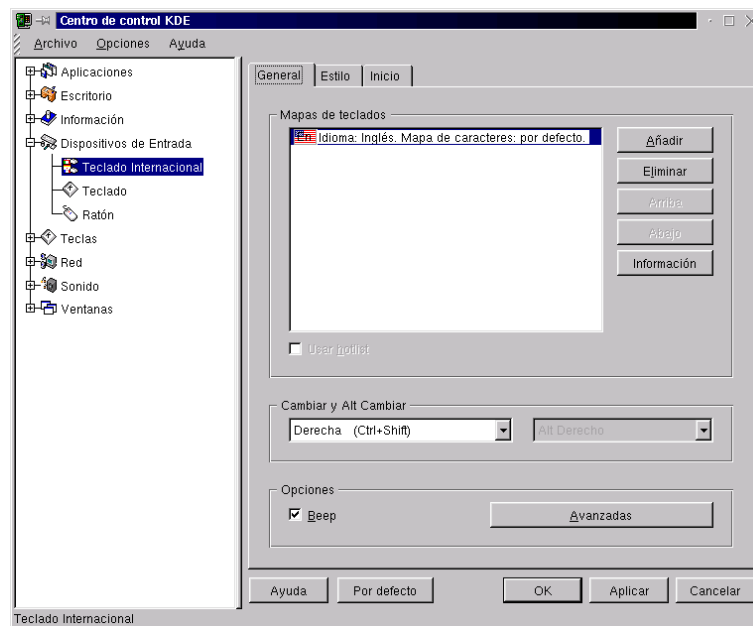 Centro de control KDE
Archivo Opciones Ayuda
Aplicaciones
Escritorio
Información
Dispositivos de Entrada
Teclado Internacional
Teclado
Ratón
Teclas
Red
Sonido
Ventanas
General Estilo Inicio
Mapas de teclados
En Idioma: Inglés. Mapa de caracteres: por defecto.
Añadir
Eliminar
Arriba
Abajo
Información
Usar hotlist
Cambiar y Alt Cambiar
Derecha (Ctrl+Shift) Alt Derecho
Opciones
Beep Avanzadas
Ayuda Por defecto OK Aplicar Cancelar
Teclado Internacional